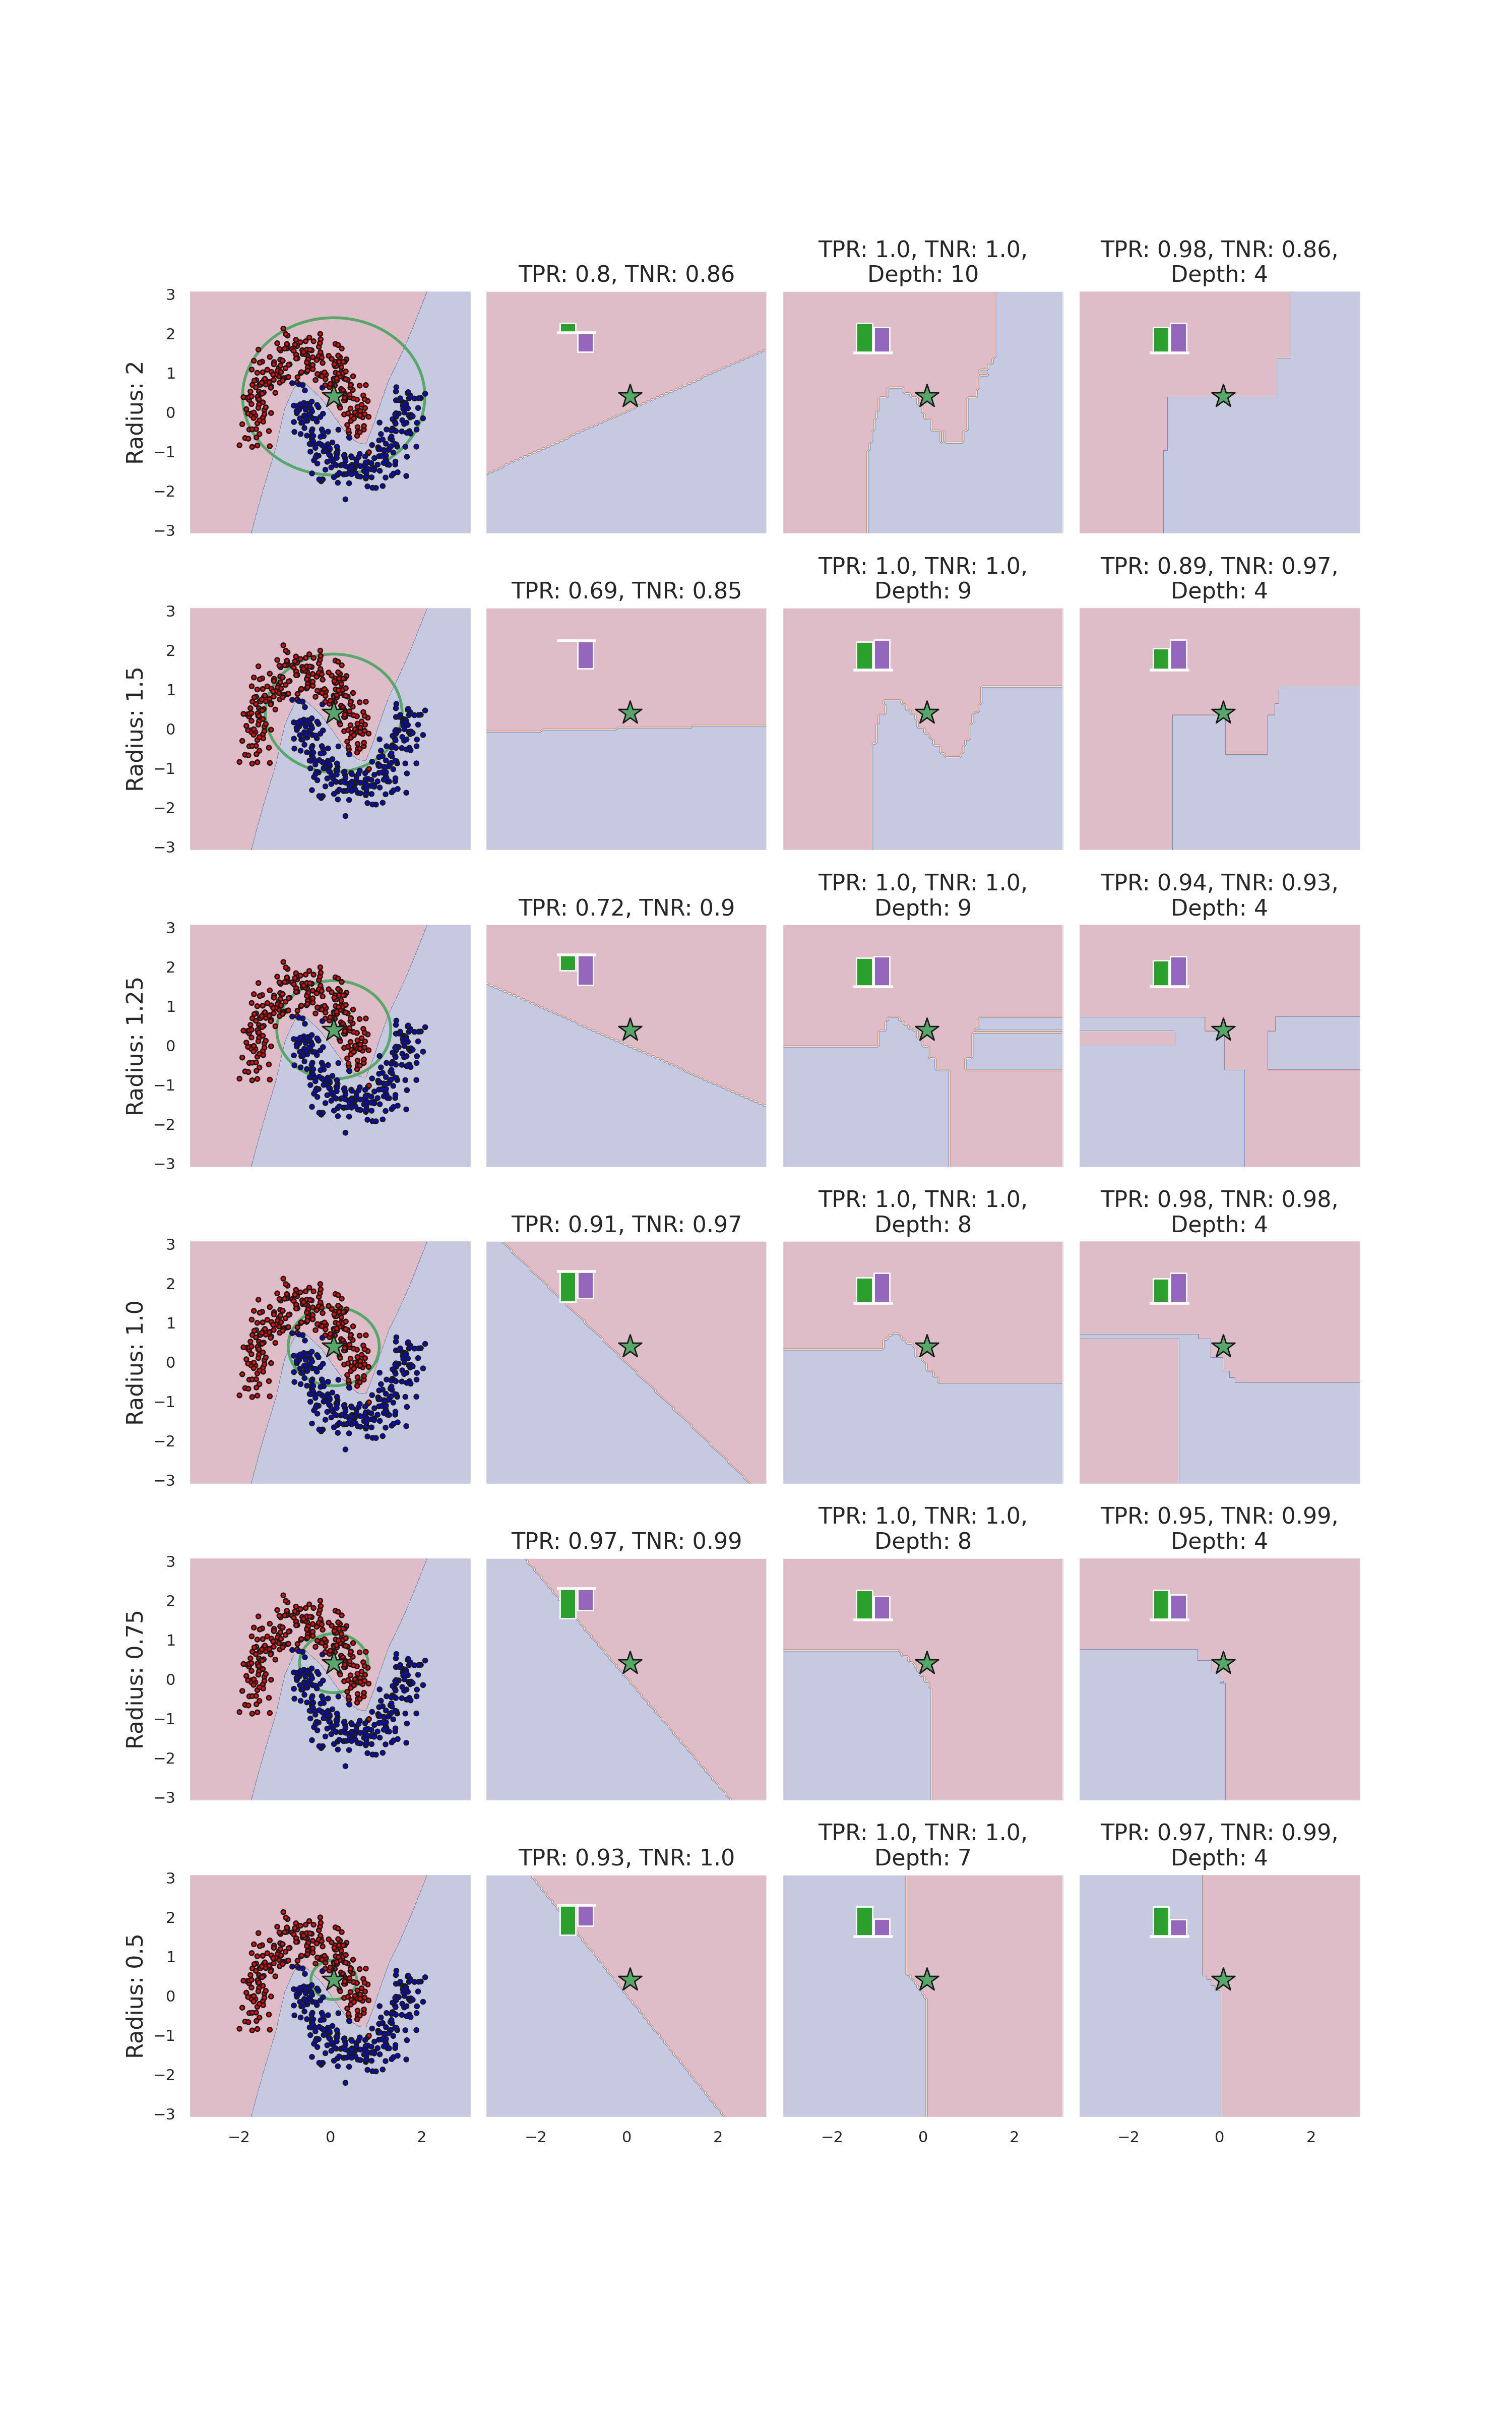 TPR: 0.8, TNR: 0.86
TPR: 1.0, TNR: 1.0,
Depth: 10
TPR: 0.98, TNR: 0.86,
Depth: 4
Radius: 2
3
2
1
0
−1
−2
−3
TPR: 0.69, TNR: 0.85
TPR: 1.0, TNR: 1.0,
Depth: 9
TPR: 0.89, TNR: 0.97,
Depth: 4
Radius: 1.5
3
2
1
0
−1
−2
−3
TPR: 0.72, TNR: 0.9
TPR: 1.0, TNR: 1.0,
Depth: 9
TPR: 0.94, TNR: 0.93,
Depth: 4
Radius: 1.25
3
2
1
0
−1
−2
−3
TPR: 0.91, TNR: 0.97
TPR: 1.0, TNR: 1.0,
Depth: 8
TPR: 0.98, TNR: 0.98,
Depth: 4
Radius: 1.0
3
2
1
0
−1
−2
−3
TPR: 0.97, TNR: 0.99
TPR: 1.0, TNR: 1.0,
Depth: 8
TPR: 0.95, TNR: 0.99,
Depth: 4
Radius: 0.75
3
2
1
0
−1
−2
−3
TPR: 0.93, TNR: 1.0
TPR: 1.0, TNR: 1.0,
Depth: 7
TPR: 0.97, TNR: 0.99,
Depth: 4
Radius: 0.5
3
2
1
0
−1
−2
−3
−2 0 2
−2 0 2
−2 0 2
−2 0 2